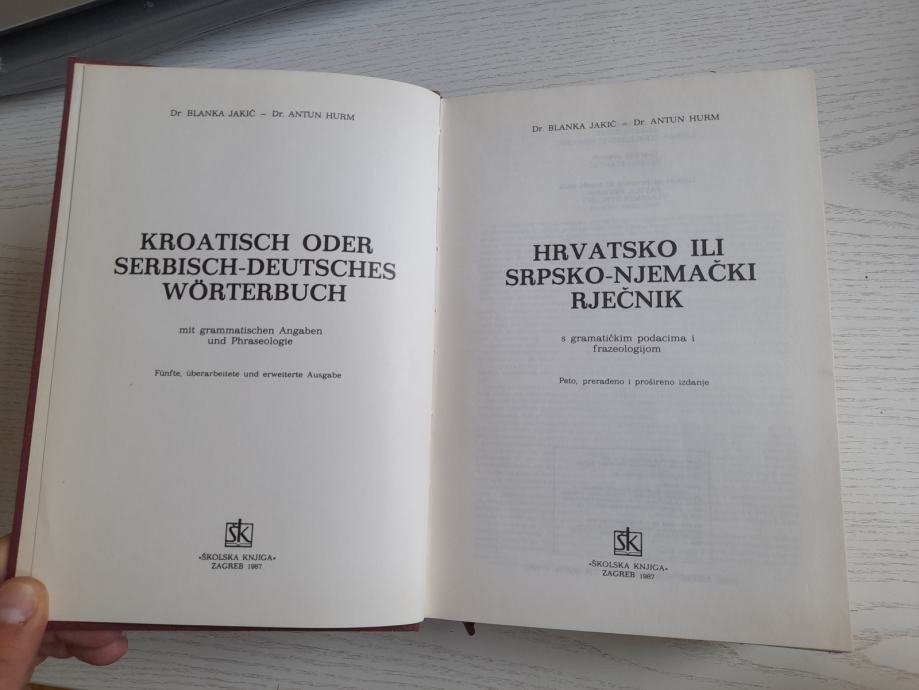 Dr. BLANKA JAKIĆ – Dr. ANTUN HURM
KROATISCH ODER
SERBISCH-DEUTSCHES
WÖRTERBUCH
mit grammatischen Angaben
und Phraseologie
Fünfte, überarbeitete und erweiterte Ausgabe
šk
»ŠKOLSKA KNJIGA«
ZAGREB 1987
Dr. BLANKA JAKIĆ – Dr. ANTUN HURM
HRVATSKO ILI
SRPSKO-NJEMAČKI
RJEČNIK
s gramatičkim podacima i
frazeologijom
Peto, prerađeno i prošireno izdanje
šk
»ŠKOLSKA KNJIGA«
ZAGREB 1987